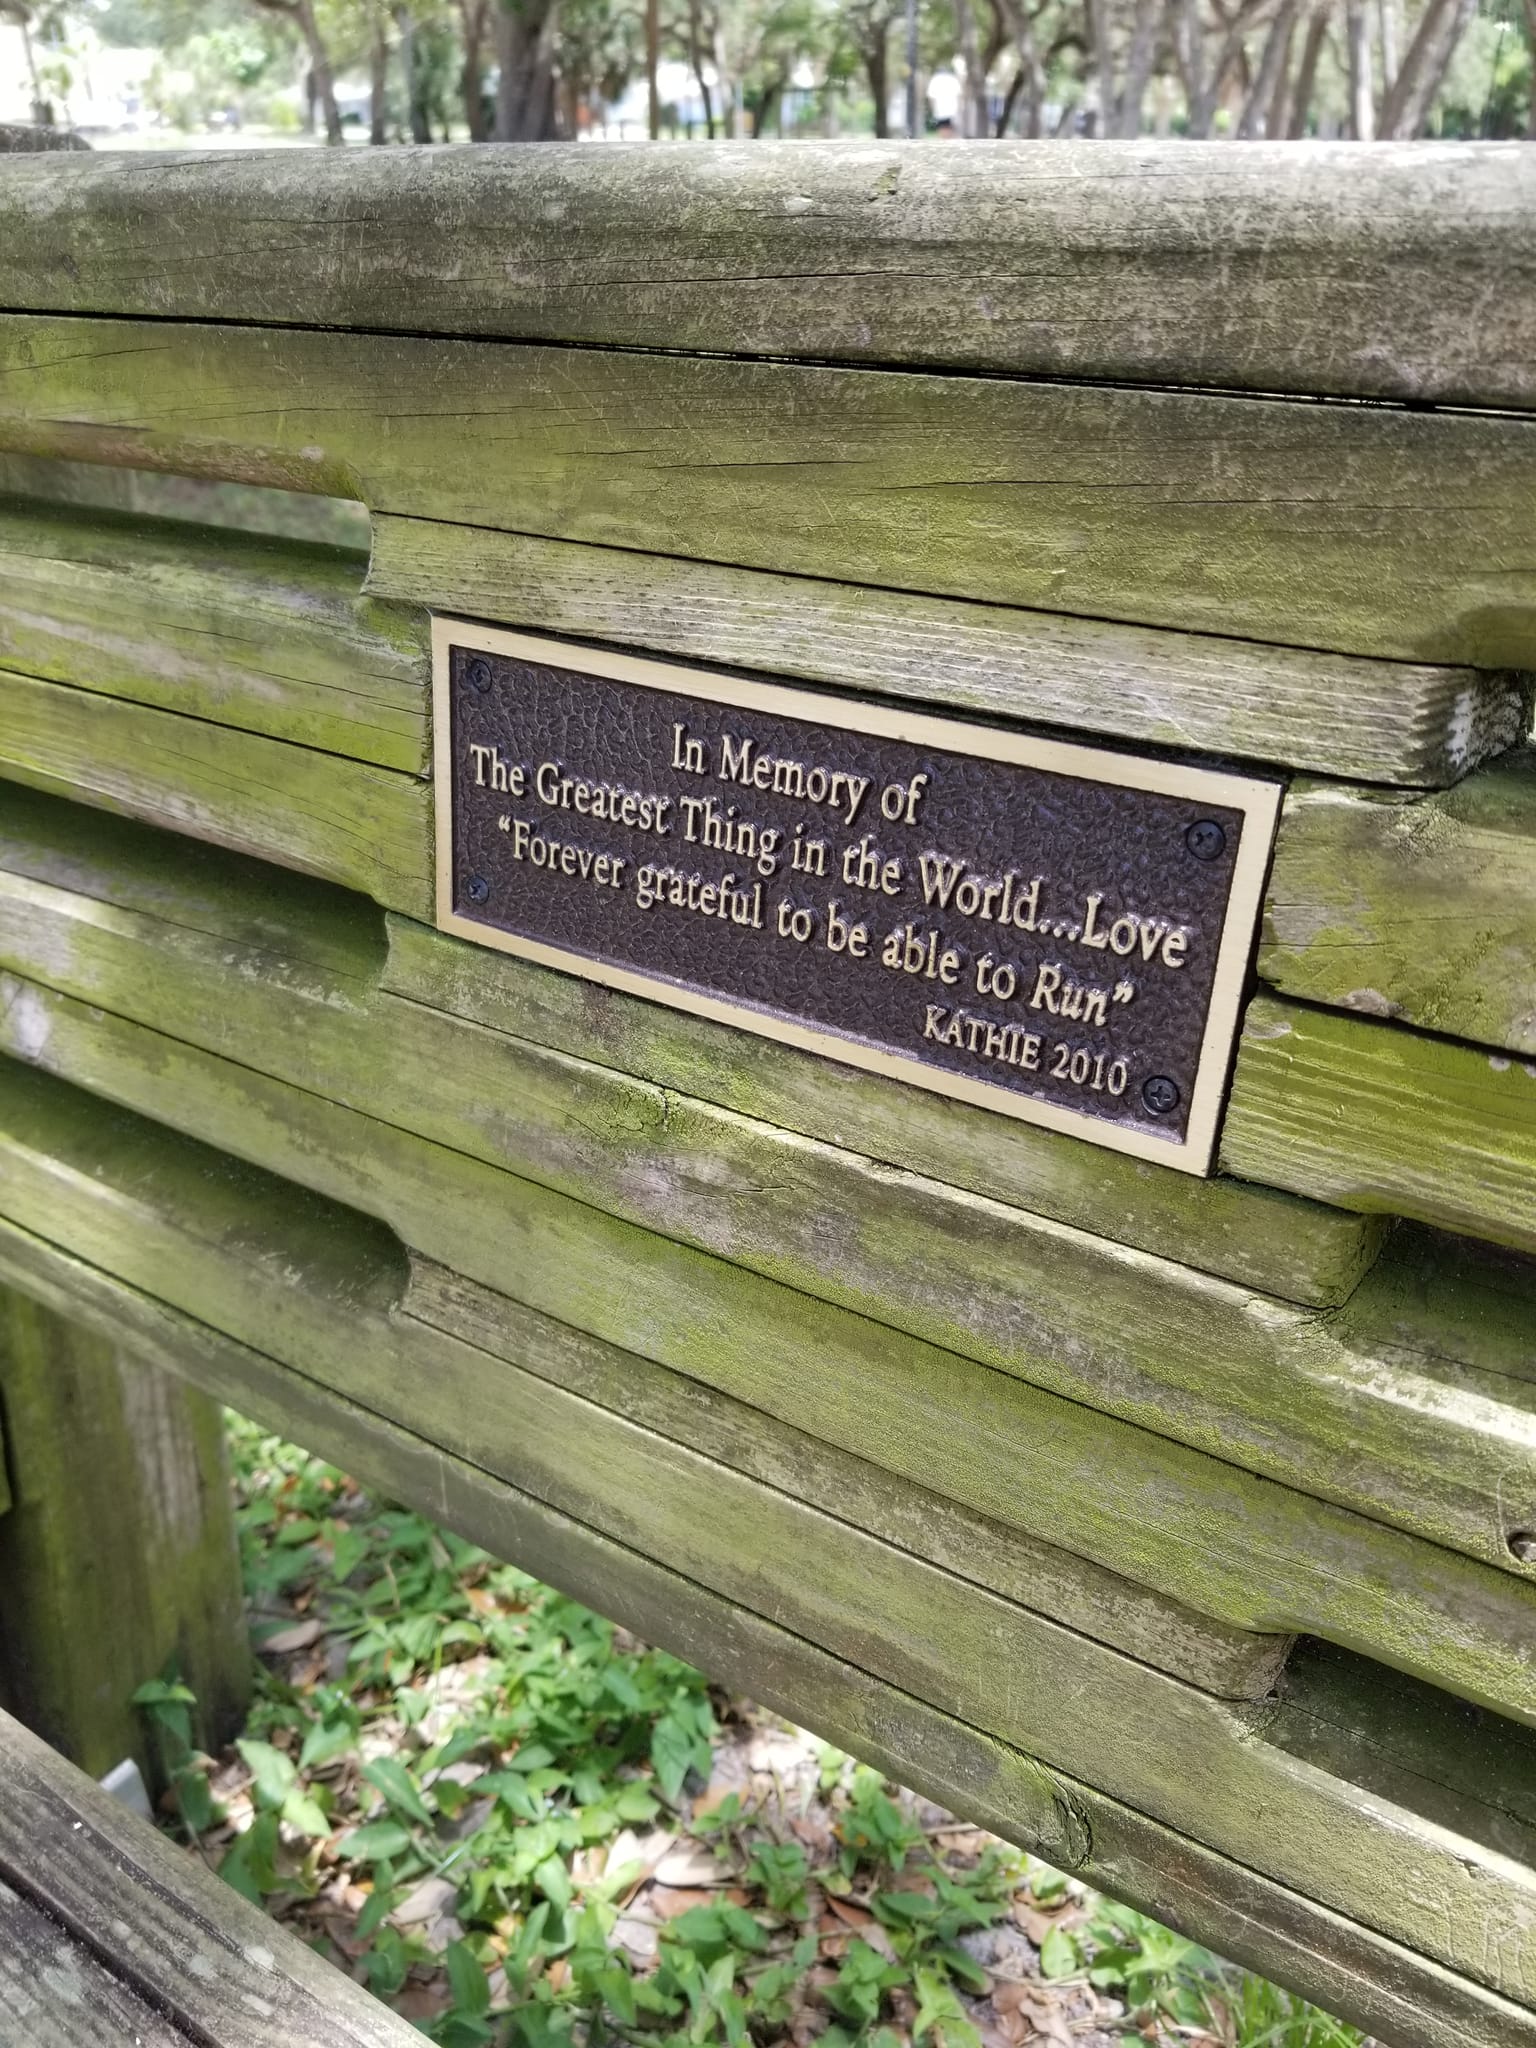 In Memory of
The Greatest Thing in the World...Love
“Forever grateful to be able to Run”
KATHIE 2010